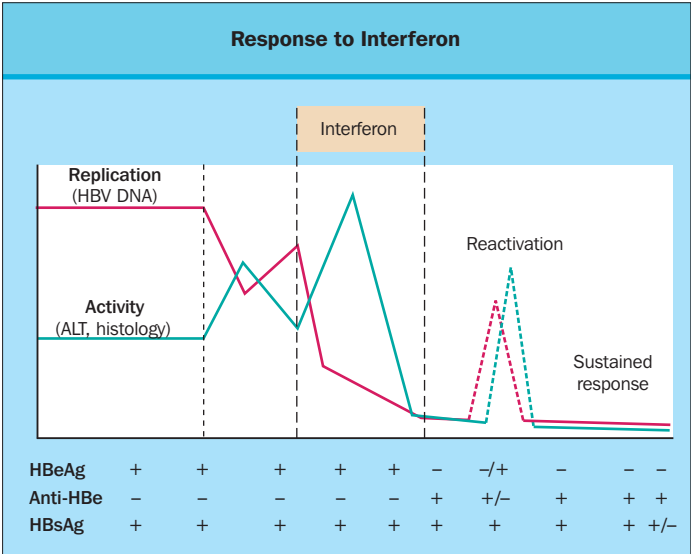 Response to Interferon
Interferon
Replication
(HBV DNA)
Reactivation
Activity
(ALT, histology)
Sustained
response
HBeAg + + + + + – –/+ – – –
Anti-HBe – – – – – + +/– + + +
HBsAg + + + + + + + + + +/–